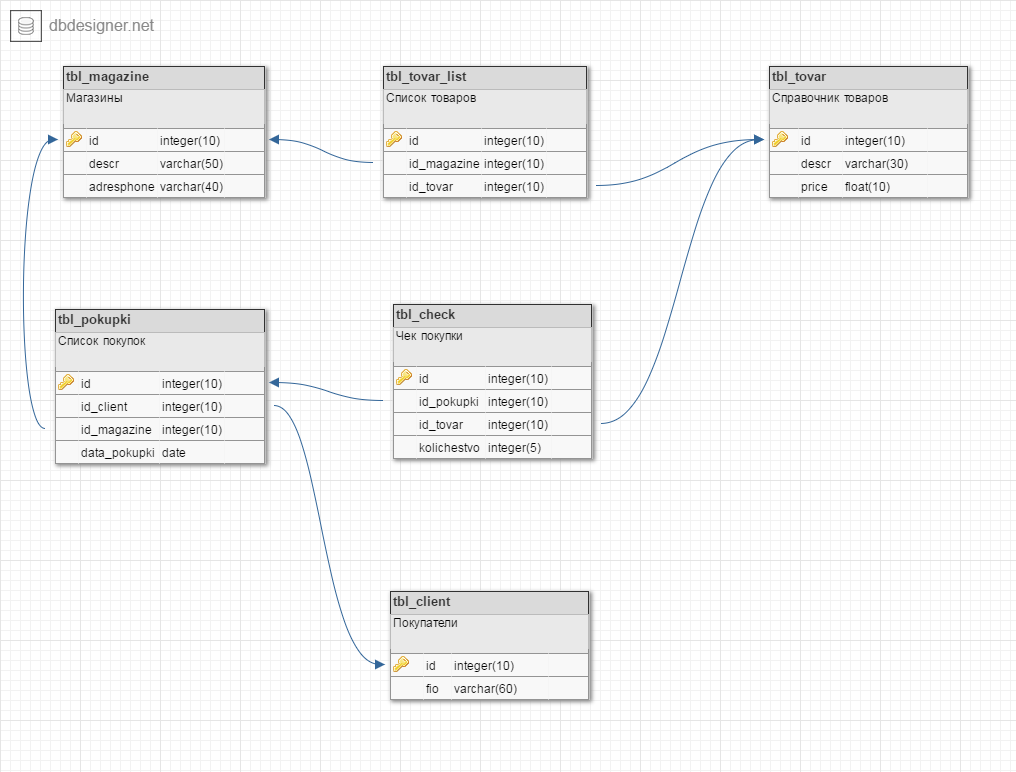 dbdesigner.net
tbl_magazine
Магазины
id integer(10)
descr varchar(50)
adresphone varchar(40)
tbl_tovar_list
Список товаров
id integer(10)
id_magazine integer(10)
id_tovar integer(10)
tbl_tovar
Справочник товаров
id integer(10)
descr varchar(30)
price float(10)
tbl_pokupki
Список покупок
id integer(10)
id_client integer(10)
id_magazine integer(10)
data_pokupki date
tbl_check
Чек покупки
id integer(10)
id_pokupki integer(10)
id_tovar integer(10)
kolichestvo integer(5)
tbl_client
Покупатели
id integer(10)
fio varchar(60)